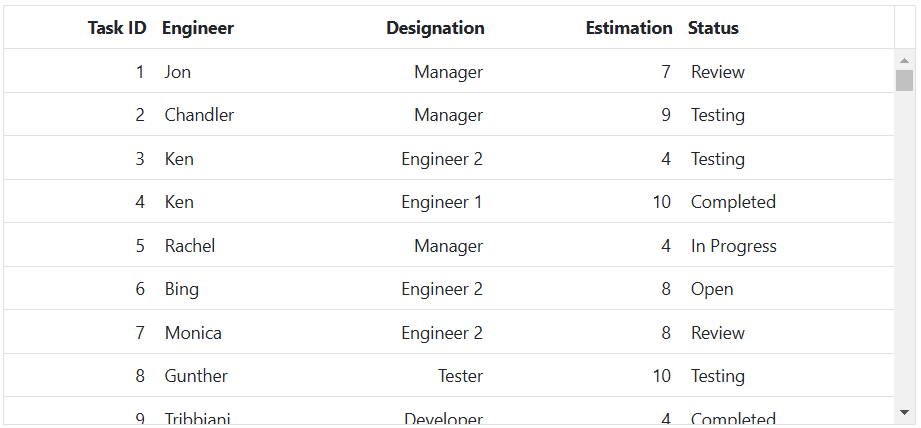 Task ID Engineer Designation Estimation Status
1 Jon Manager 7 Review
2 Chandler Manager 9 Testing
3 Ken Engineer 2 4 Testing
4 Ken Engineer 1 10 Completed
5 Rachel Manager 4 In Progress
6 Bing Engineer 2 8 Open
7 Monica Engineer 2 8 Review
8 Gunther Tester 10 Testing
9 Tribbiani Developer 4 Completed